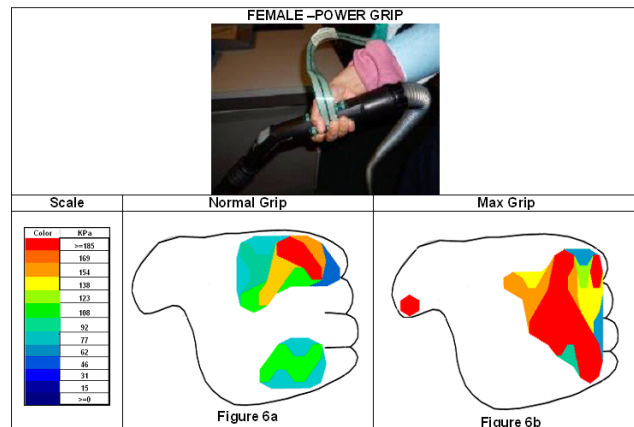 FEMALE –POWER GRIP
Scale
Normal Grip
Max Grip
Color KPa
>=185
169
154
138
123
108
92
77
62
46
31
15
>=0
Figure 6a
Figure 6b